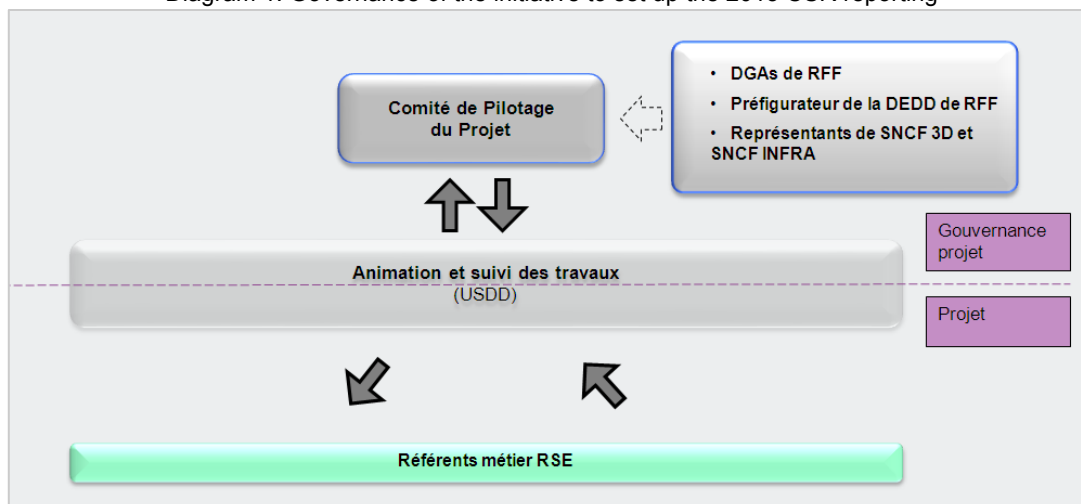 Diagram 1: Governance of the initiative to set up the CSR reporting
• DGAs de RFF
• Préfigurateur de la DEDD de RFF
• Représentants de SNCF 3D et
SNCF INFRA
Comité de Pilotage
du Projet
Gouvernance
projet
Animation et suivi des travaux
(USDD)
Projet
Référents métier RSE